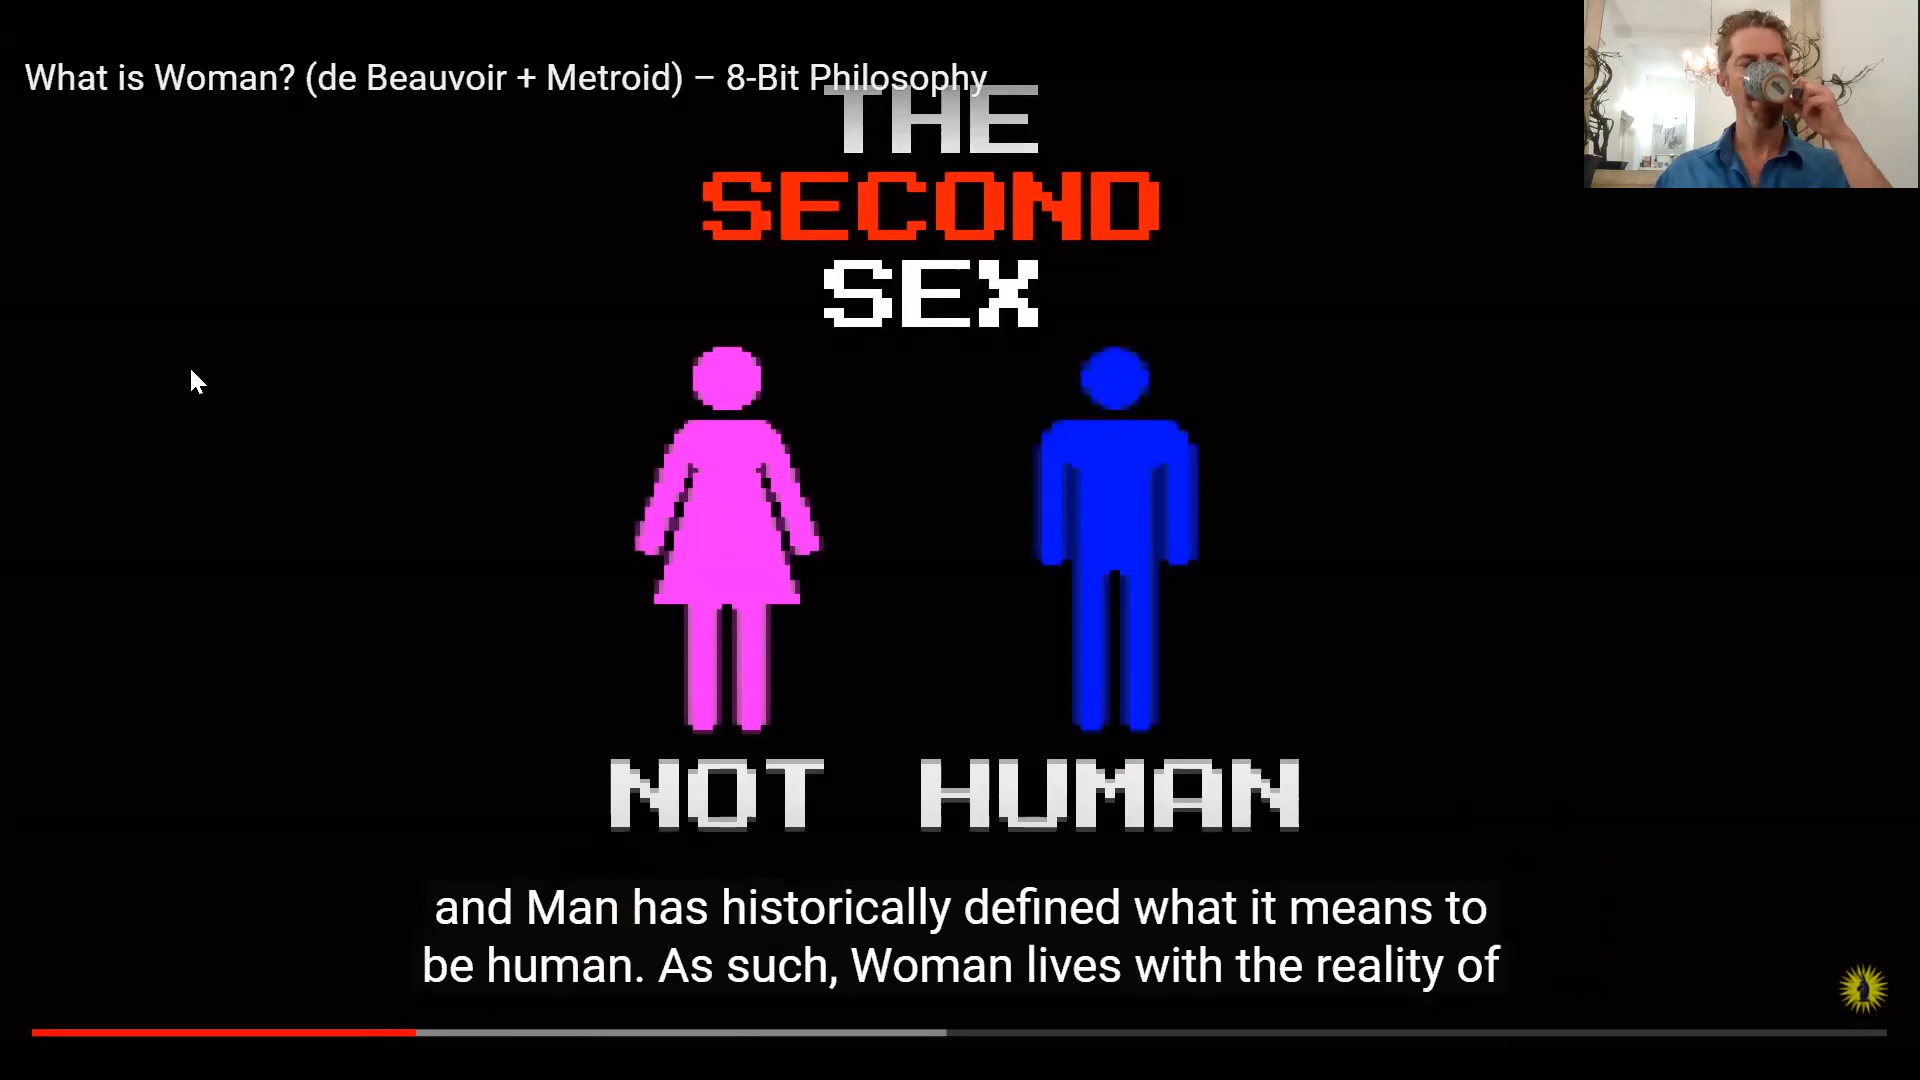 What is Woman? (de Beauvoir + Metroid) – 8-Bit Philosophy
THE
SECOND
SEX
NOT HUMAN
and Man has historically defined what it means to
be human. As such, Woman lives with the reality of